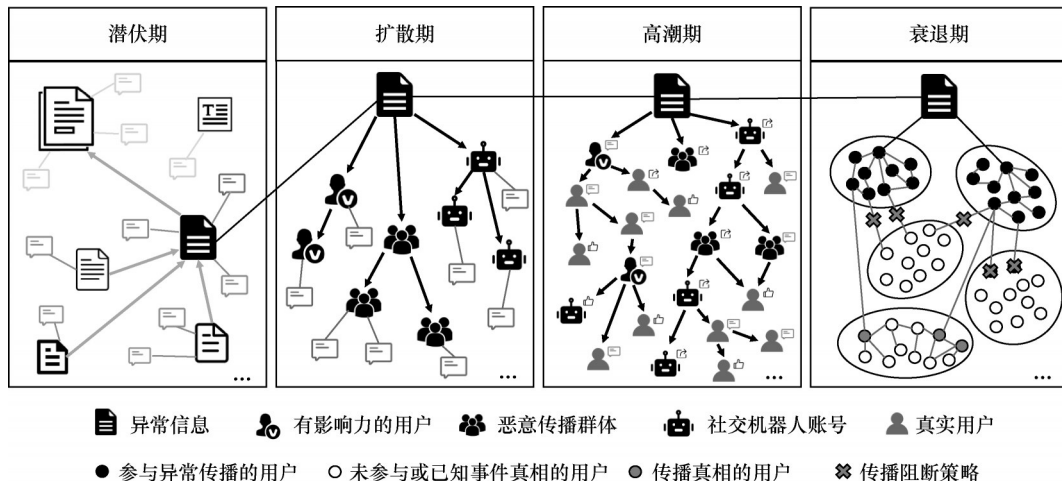 潜伏期
扩散期
高潮期
衰退期
T
V
V
V
V
...
...
...
...
异常信息
V
有影响力的用户
恶意传播群体
社交机器人账号
真实用户
参与异常传播的用户
未参与或已知事件真相的用户
传播真相的用户
传播阻断策略